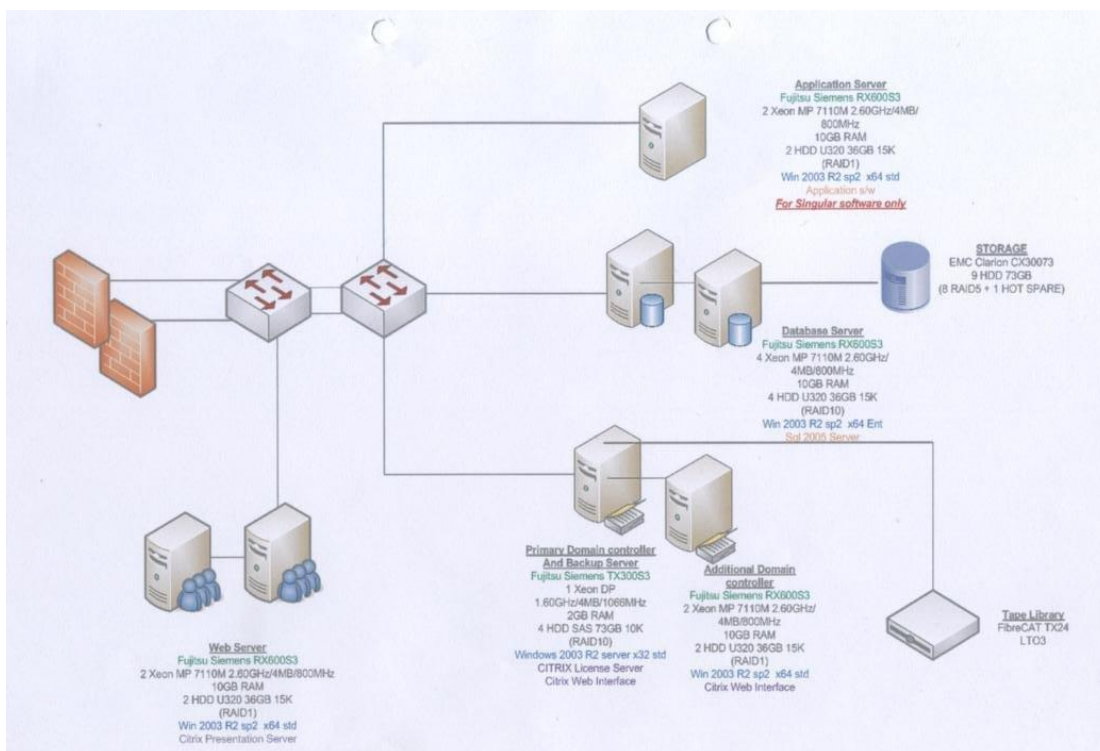 Application Server
Fujitsu Siemens RX600S3
2 Xeon MP 7110M 2.60GHz/4MB/
800MHz
10GB RAM
2 HDD U320 36GB 15K
(RAID1)
Win 2003 R2 sp2 x64 std
Application s/w
For Singular software only
STORAGE
EMC Clarion CX30073
9 HDD 73GB
(8 RAID5 + 1 HOT SPARE)
Database Server
Fujitsu Siemens RX600S3
4 Xeon MP 7110M 2.60GHz/
4MB/800MHz
10GB RAM
4 HDD U320 36GB 15K
(RAID10)
Win 2003 R2 sp2 x64 Ent
Sql 2005 Server
Primary Domain controller
And Backup Server
Fujitsu Siemens TX300S3
1 Xeon DP
1.60GHz/4MB/1066MHz
2GB RAM
4 HDD SAS 73GB 10K
(RAID10)
Windows 2003 R2 server x32 std
CITRIX License Server
Citrix Web Interface
Additional Domain
controller
Fujitsu Siemens RX600S3
2 Xeon MP 7110M 2.60GHz/
4MB/800MHz
10GB RAM
2 HDD U320 36GB 15K
(RAID1)
Win 2003 R2 sp2 x64 std
Citrix Web Interface
Tape Library
FibreCAT TX24
LTO3
Web Server
Fujitsu Siemens RX600S3
2 Xeon MP 7110M 2.60GHz/4MB/800MHz
10GB RAM
2 HDD U320 36GB 15K
(RAID1)
Win 2003 R2 sp2 x64 std
Citrix Presentation Server